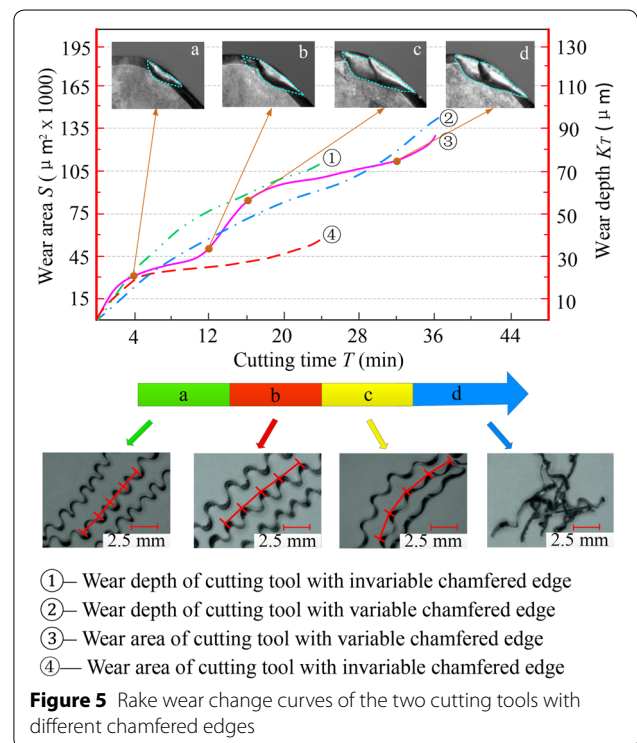 a b c d
195 130
165 110
135 90
105 70
75 50
45 30
15 10
Wear area S (μm² x 1000)
Wear depth K_T (μm)
① ② ③ ④
4 12 20 28 36 44
Cutting time T (min)
a b c d
2.5 mm 2.5 mm 2.5 mm 2.5 mm
①— Wear depth of cutting tool with invariable chamfered edge
②— Wear depth of cutting tool with variable chamfered edge
③— Wear area of cutting tool with variable chamfered edge
④— Wear area of cutting tool with invariable chamfered edge
Figure 5 Rake wear change curves of the two cutting tools with
different chamfered edges